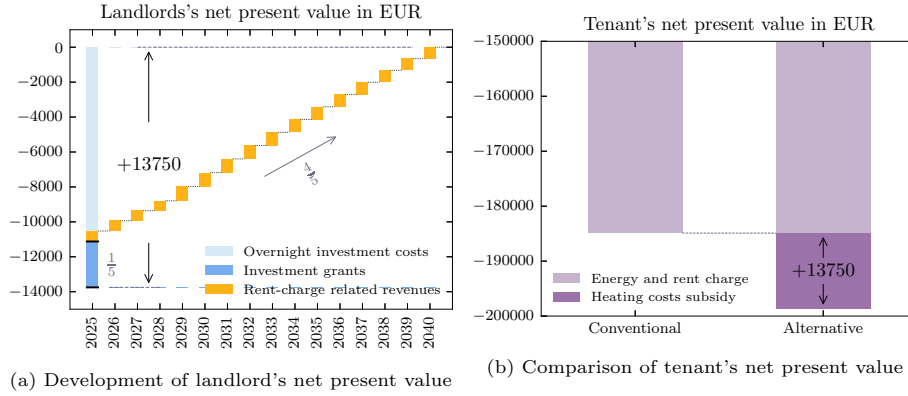 Landlords's net present value in EUR
0
−2000
−4000
−6000
−8000
−10000
−12000
−14000
+13750
4/5
1/5
Overnight investment costs
Investment grants
Rent-charge related revenues
2025 2026 2027 2028 2029 2030 2031 2032 2033 2034 2035 2036 2037 2038 2039 2040
(a) Development of landlord's net present value
Tenant's net present value in EUR
−150000
−160000
−170000
−180000
−190000
−200000
+13750
Energy and rent charge
Heating costs subsidy
Conventional Alternative
(b) Comparison of tenant's net present value